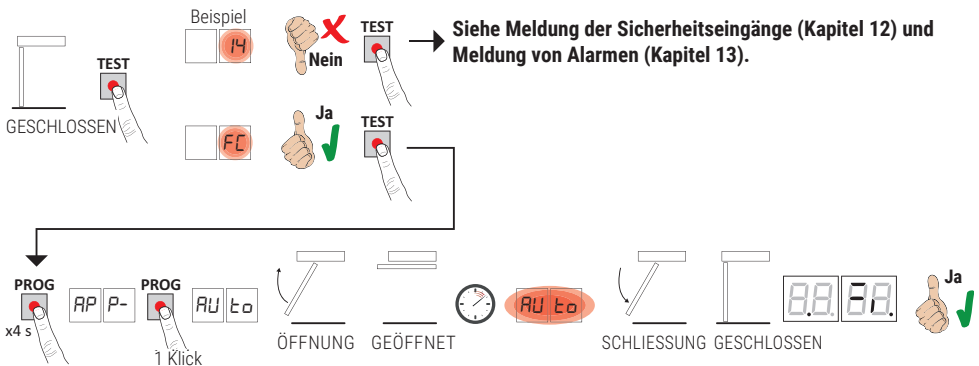 Beispiel
14
Nein
TEST
Siehe Meldung der Sicherheitseingänge (Kapitel 12) und
Meldung von Alarmen (Kapitel 13).
TEST
GESCHLOSSEN
FC
Ja
TEST
PROG
x4 s
AP P-
PROG
1 Klick
AU to
ÖFFNUNG
GEÖFFNET
AU to
SCHLIESSUNG
GESCHLOSSEN
Fi
Ja